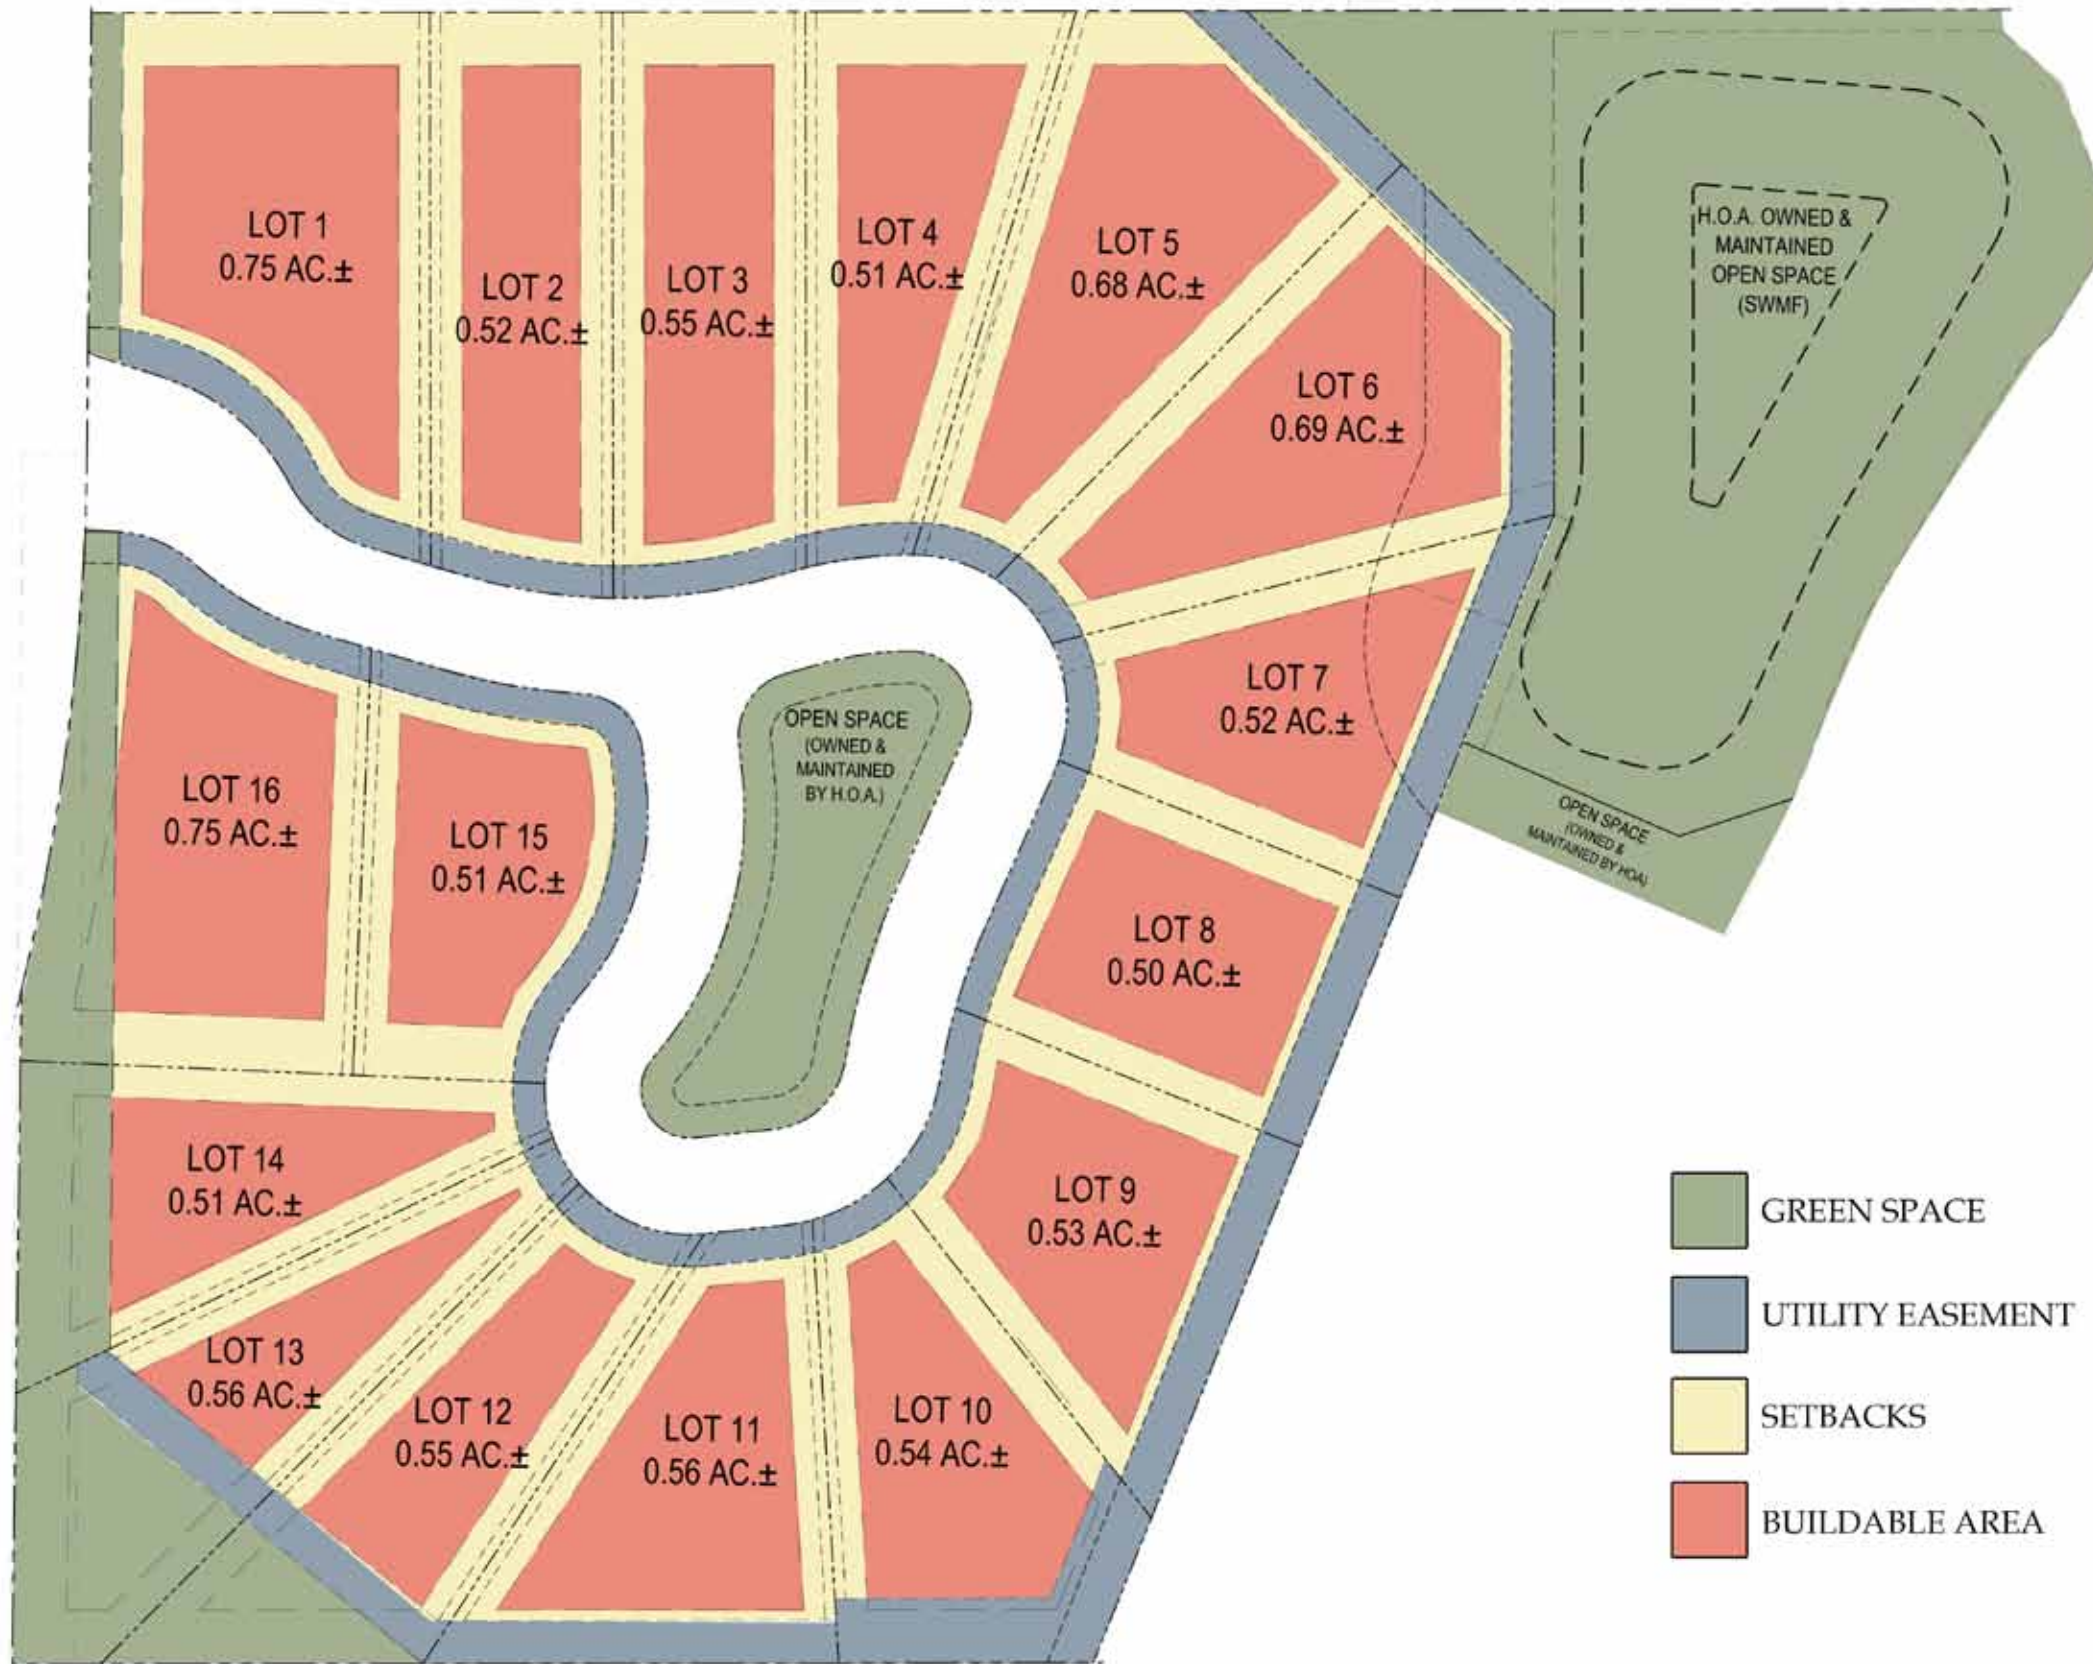 LOT 1
0.75 AC.±
LOT 2
0.52 AC.±
LOT 3
0.55 AC.±
LOT 4
0.51 AC.±
LOT 5
0.68 AC.±
LOT 6
0.69 AC.±
H.O.A. OWNED &
MAINTAINED
OPEN SPACE
(SWMF)
LOT 7
0.52 AC.±
OPEN SPACE
(OWNED &
MAINTAINED
BY H.O.A.)
OPEN SPACE
(OWNED &
MAINTAINED BY HOA)
LOT 16
0.75 AC.±
LOT 15
0.51 AC.±
LOT 8
0.50 AC.±
LOT 14
0.51 AC.±
LOT 9
0.53 AC.±
LOT 13
0.56 AC.±
LOT 12
0.55 AC.±
LOT 11
0.56 AC.±
LOT 10
0.54 AC.±
GREEN SPACE
UTILITY EASEMENT
SETBACKS
BUILDABLE AREA